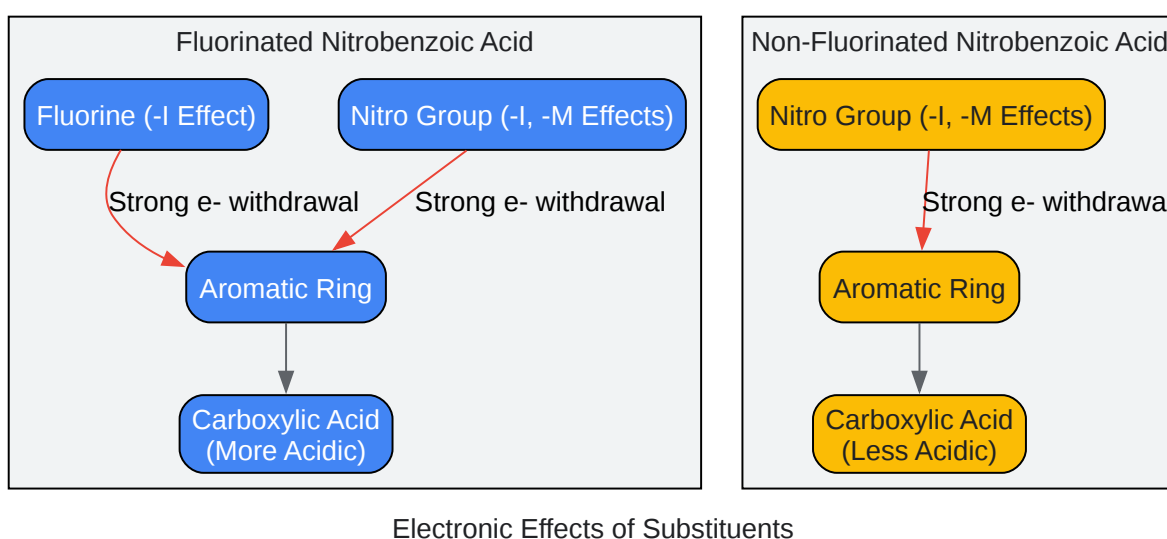 Fluorinated Nitrobenzoic Acid
Fluorine (-I Effect)
Nitro Group (-I, -M Effects)
Strong e- withdrawal
Strong e- withdrawal
Aromatic Ring
Carboxylic Acid
(More Acidic)
Non-Fluorinated Nitrobenzoic Acid
Nitro Group (-I, -M Effects)
Strong e- withdrawa
Aromatic Ring
Carboxylic Acid
(Less Acidic)
Electronic Effects of Substituents